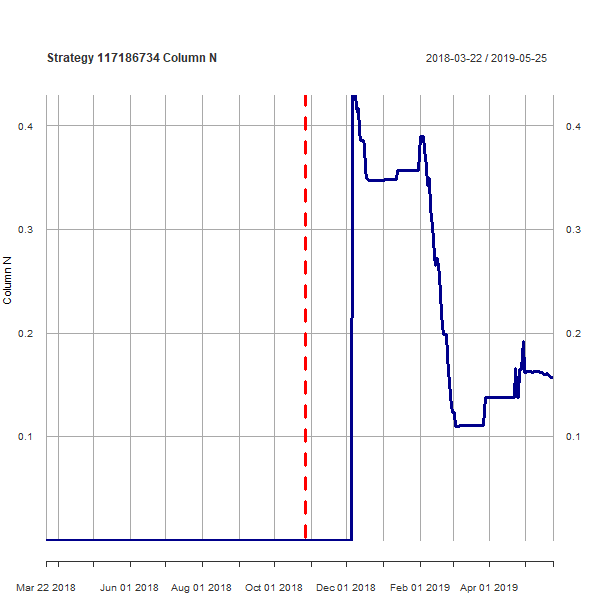 Strategy 117186734 Column N
2018-03-22 / 2019-05-25
0.4
0.4
0.3
0.3
Column N
0.2
0.2
0.1
0.1
Mar 22 2018
Jun 01 2018
Aug 01 2018
Oct 01 2018
Dec 01 2018
Feb 01 2019
Apr 01 2019